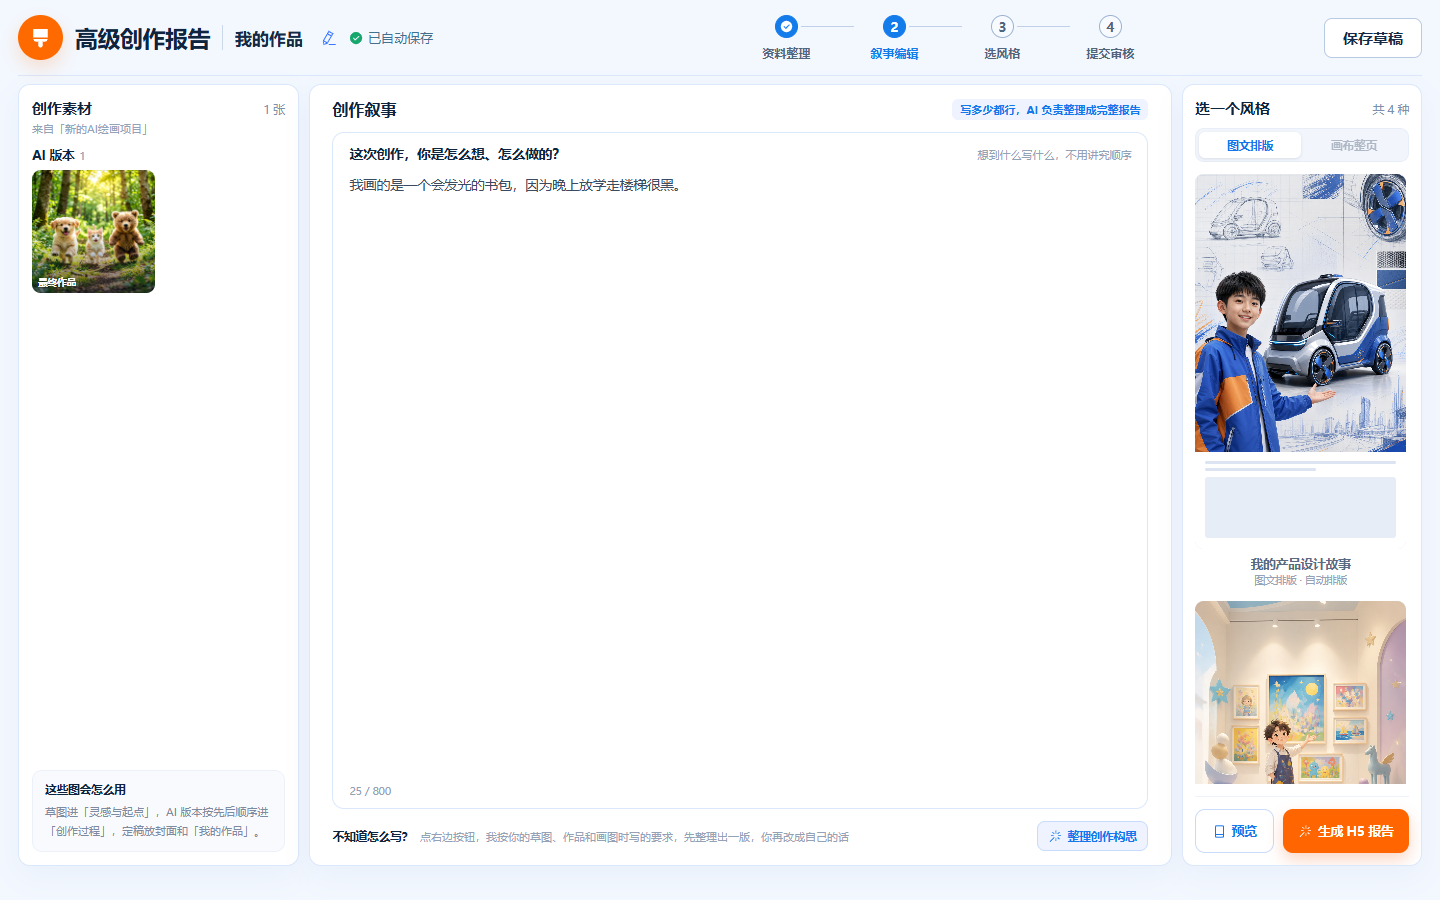 高级创作报告
我的作品
已自动保存
资料整理
2
叙事编辑
3
选风格
4
提交审核
保存草稿
创作素材
1 张
来自「新的AI绘画项目」
AI 版本 1
最终作品
这些图会怎么用
草图进「灵感与起点」，AI 版本按先后顺序进
「创作过程」，定稿放封面和「我的作品」。
创作叙事
写多少都行，AI 负责整理成完整报告
这次创作，你是怎么想、怎么做的？
想到什么写什么，不用讲究顺序
我画的是一个会发光的书包，因为晚上放学走楼梯很黑。
25 / 800
不知道怎么写？
点右边按钮，我按你的草图、作品和画图时写的要求，先整理出一版，你再改成自己的话
整理创作构思
选一个风格
共 4 种
图文排版
画布整页
我的产品设计故事
图文排版 · 自动排版
预览
生成 H5 报告